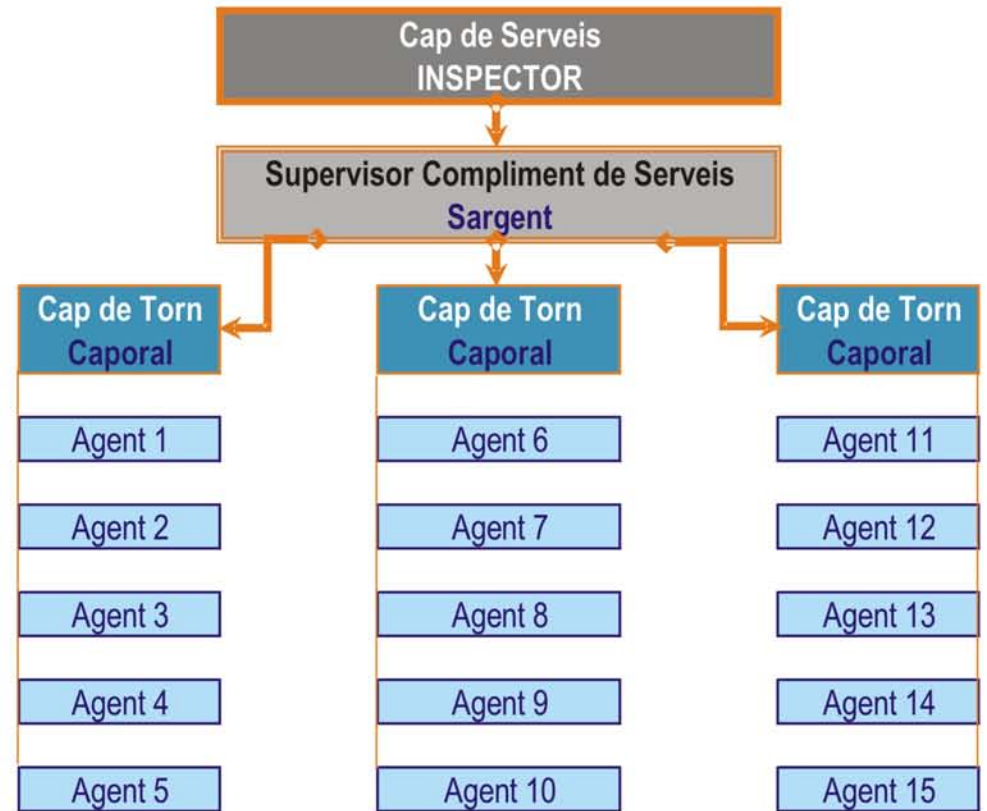 Cap de Serveis
INSPECTOR
Supervisor Compliment de Serveis
Sargent
Cap de Torn
Caporal
Agent 1
Agent 2
Agent 3
Agent 4
Agent 5
Cap de Torn
Caporal
Agent 6
Agent 7
Agent 8
Agent 9
Agent 10
Cap de Torn
Caporal
Agent 11
Agent 12
Agent 13
Agent 14
Agent 15